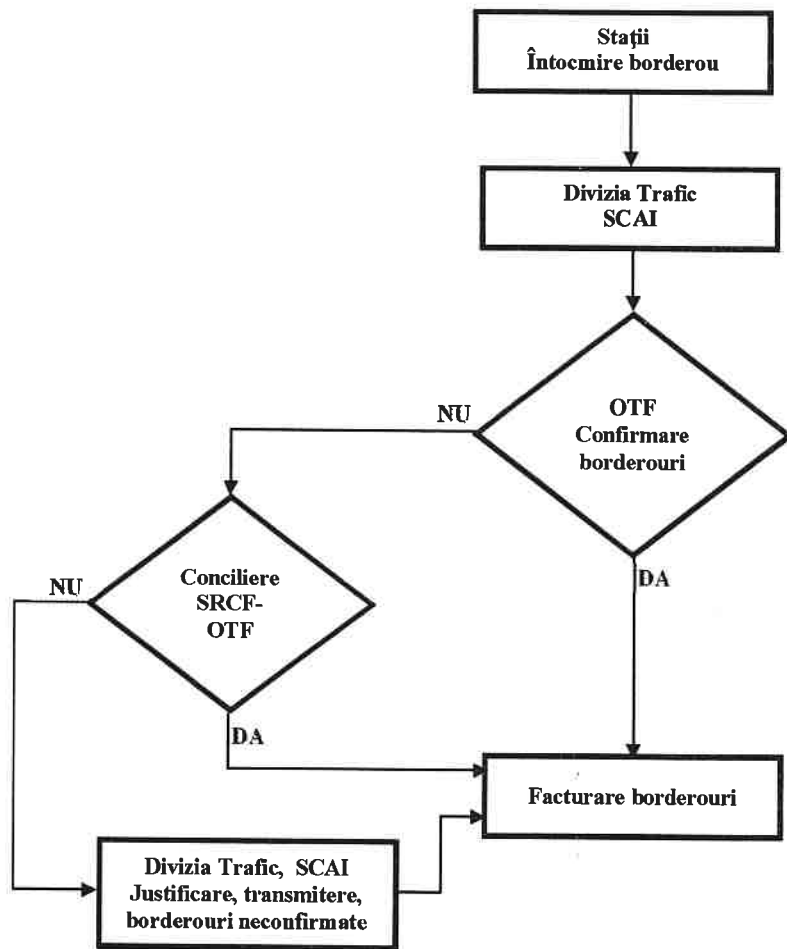 Staţii
Întocmire borderou
Divizia Trafic
SCAI
NU
OTF
Confirmare
borderouri
NU
Conciliere
SRCF-
OTF
DA
DA
Facturare borderouri
Divizia Trafic, SCAI
Justificare, transmitere,
borderouri neconfirmate